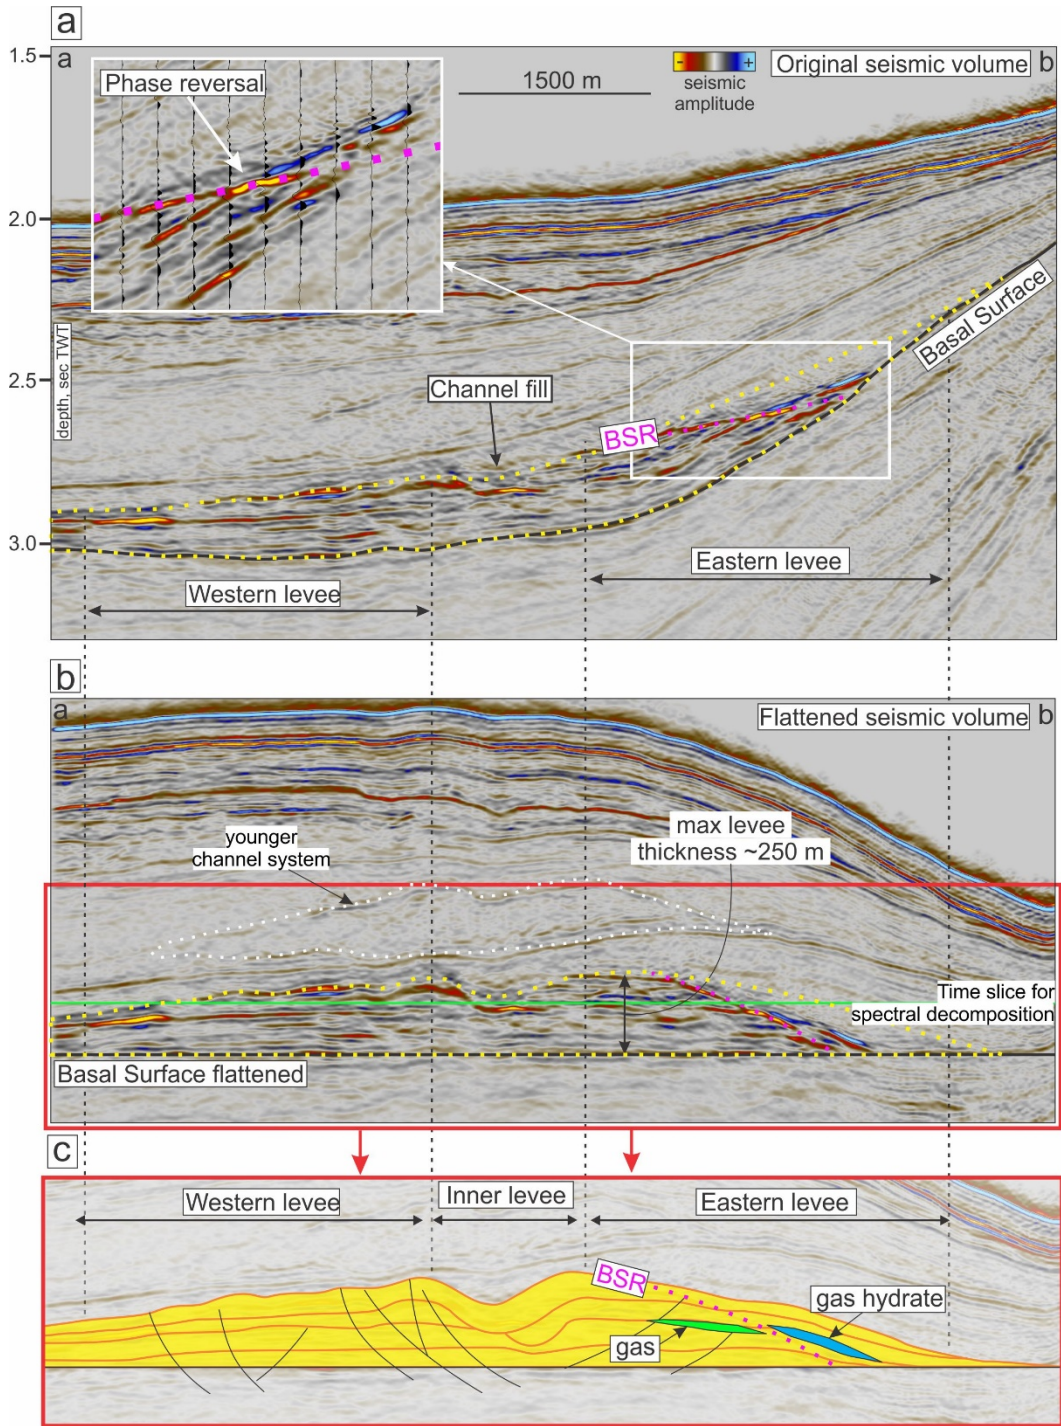 a
1.5
a
Phase reversal
1500 m
- +
seismic
amplitude
Original seismic volume
b
2.0
depth, sec TWT
2.5
Basal Surface
Channel fill
BSR
3.0
Western levee
Eastern levee
b
a
Flattened seismic volume
b
younger
channel system
max levee
thickness ~250 m
Time slice for
spectral decomposition
Basal Surface flattened
c
Western levee
Inner levee
Eastern levee
BSR
gas hydrate
gas